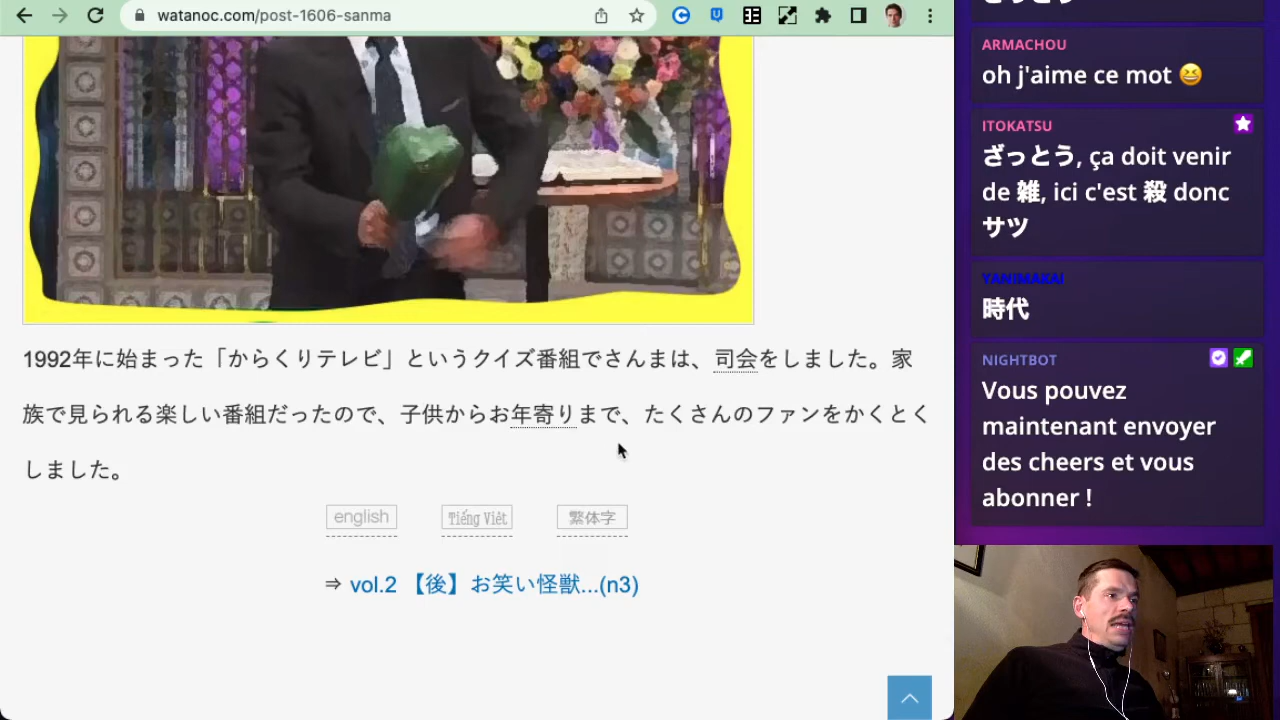 watanoc.com/post-1606-sanma
1992年に始まった「からくりテレビ」というクイズ番組でさんまは、司会をしました。家
族で見られる楽しい番組だったので、子供からお年寄りまで、たくさんのファンをかくとく
しました。
english
Tiếng Việt
繁体字
⇒ vol.2 【後】お笑い怪獣...(n3)
ざっとう
ARMACHOU
oh j'aime ce mot 😆
ITOKATSU
ざっとう, ça doit venir
de 雑, ici c'est 殺 donc
サツ
YANIMAKAI
時代
NIGHTBOT
Vous pouvez
maintenant envoyer
des cheers et vous
abonner !